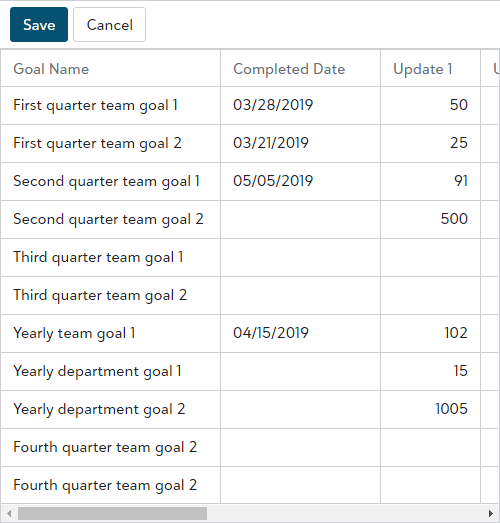 Save Cancel
Goal Name Completed Date Update 1
First quarter team goal 1 03/28/2019 50
First quarter team goal 2 03/21/2019 25
Second quarter team goal 1 05/05/2019 91
Second quarter team goal 2 500
Third quarter team goal 1
Third quarter team goal 2
Yearly team goal 1 04/15/2019 102
Yearly department goal 1 15
Yearly department goal 2 1005
Fourth quarter team goal 2
Fourth quarter team goal 2